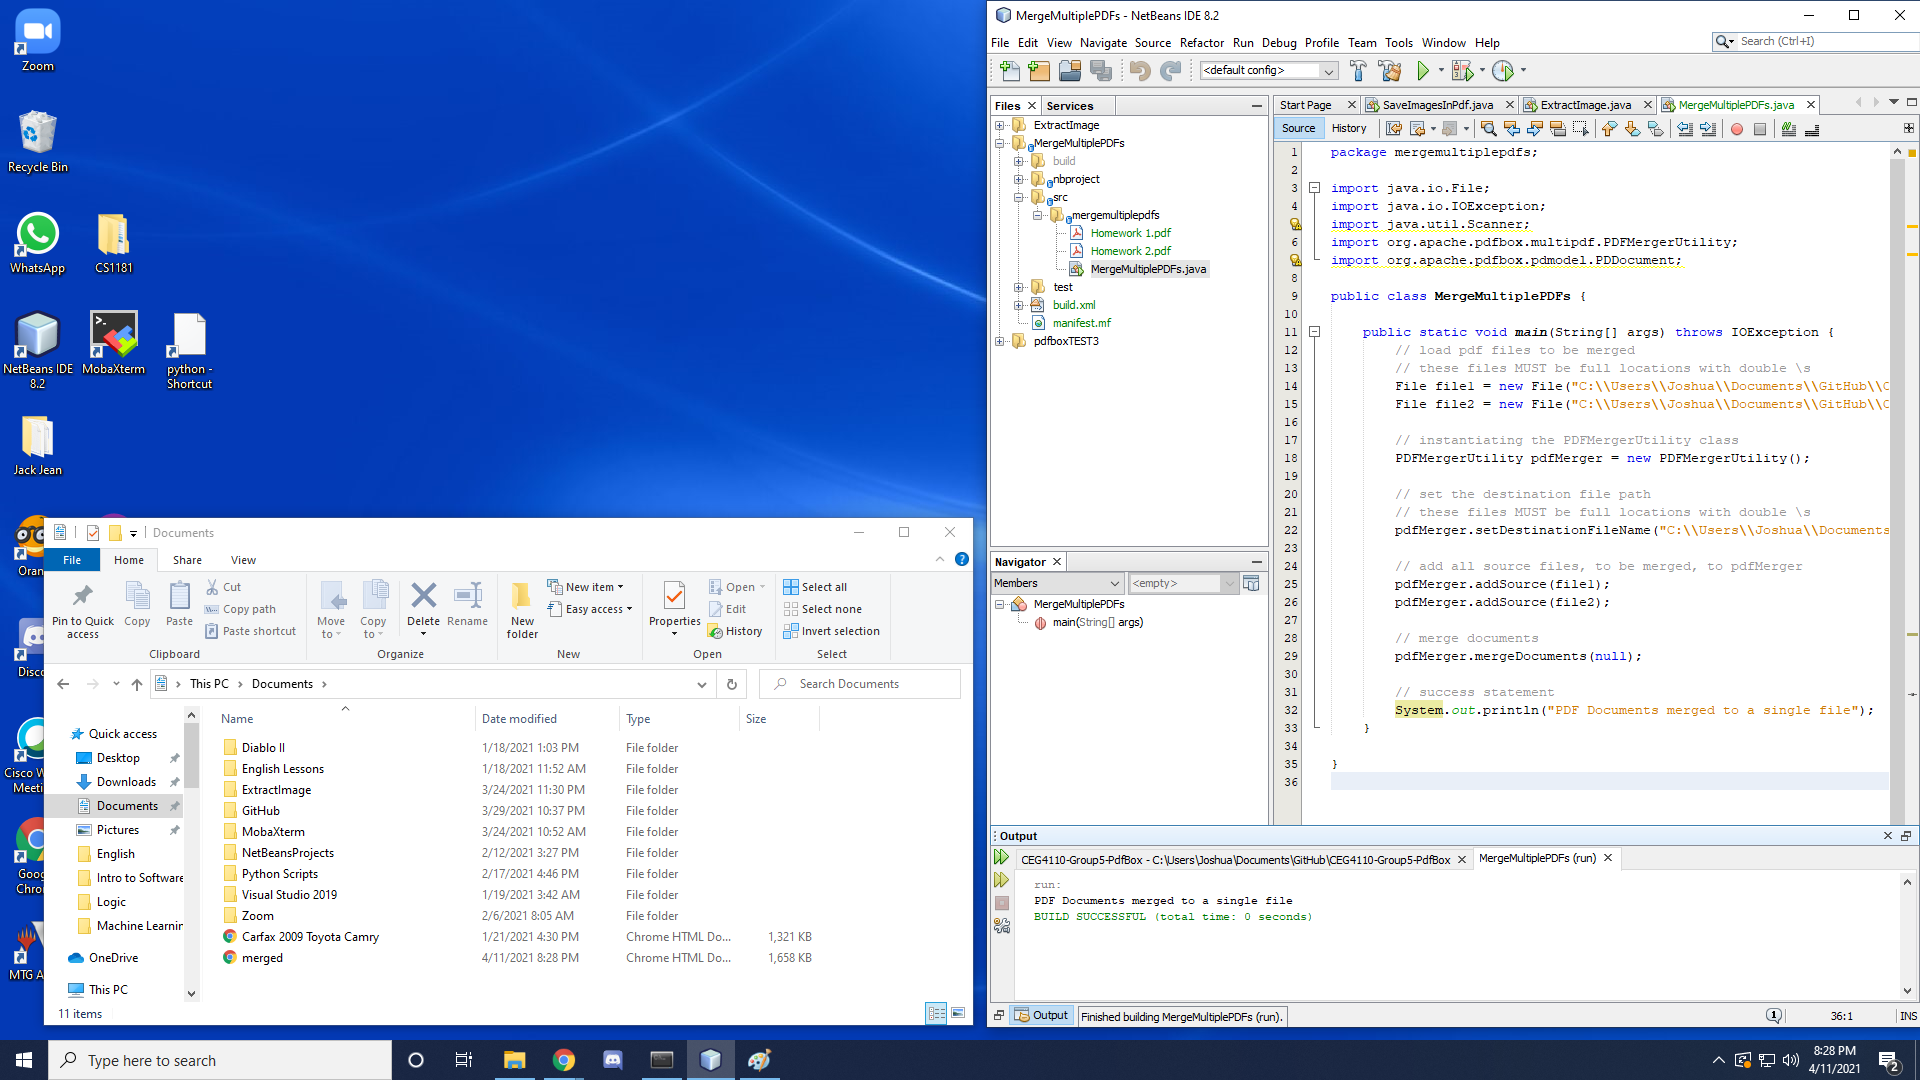 Zoom
Recycle Bin
WhatsApp
CS1181
NetBeans IDE 8.2
MobaXterm
python - Shortcut
Jack Jean
Oran
Disco
Cisco W
Meeti
Goog
Chro
MTG A
Documents
File Home Share View
Pin to Quick access
Copy
Paste
Cut
Copy path
Paste shortcut
Clipboard
Move to
Copy to
Delete
Rename
Organize
New folder
New item
Easy access
New
Properties
Open
Edit
History
Open
Select all
Select none
Invert selection
Select
This PC > Documents >
Search Documents
Quick access
Desktop
Downloads
Documents
Pictures
English
Intro to Software
Logic
Machine Learnin
OneDrive
This PC
Name Date modified Type Size
Diablo II 1/18/2021 1:03 PM File folder
English Lessons 1/18/2021 11:52 AM File folder
ExtractImage 3/24/2021 11:30 PM File folder
GitHub 3/29/2021 10:37 PM File folder
MobaXterm 3/24/2021 10:52 AM File folder
NetBeansProjects 2/12/2021 3:27 PM File folder
Python Scripts 2/17/2021 4:46 PM File folder
Visual Studio 2019 1/19/2021 3:42 AM File folder
Zoom 2/6/2021 8:05 AM File folder
Carfax 2009 Toyota Camry 1/21/2021 4:30 PM Chrome HTML Do... 1,321 KB
merged 4/11/2021 8:28 PM Chrome HTML Do... 1,658 KB
11 items
MergeMultiplePDFs - NetBeans IDE 8.2
File Edit View Navigate Source Refactor Run Debug Profile Team Tools Window Help
Search (Ctrl+I)
<default config>
Files Services
ExtractImage
MergeMultiplePDFs
build
nbproject
src
mergemultiplepdfs
Homework 1.pdf
Homework 2.pdf
MergeMultiplePDFs.java
test
build.xml
manifest.mf
pdfboxTEST3
Navigator
Members <empty>
MergeMultiplePDFs
main(String[] args)
Start Page SaveImagesInPdf.java ExtractImage.java MergeMultiplePDFs.java
Source History
1 package mergemultiplepdfs;
2
3 import java.io.File;
4 import java.io.IOException;
import java.util.Scanner;
6 import org.apache.pdfbox.multipdf.PDFMergerUtility;
import org.apache.pdfbox.pdmodel.PDDocument;
8
9 public class MergeMultiplePDFs {
10
11 public static void main(String[] args) throws IOException {
12 // load pdf files to be merged
13 // these files MUST be full locations with double \s
14 File file1 = new File("C:\\Users\\Joshua\\Documents\\GitHub\\C
15 File file2 = new File("C:\\Users\\Joshua\\Documents\\GitHub\\C
16
17 // instantiating the PDFMergerUtility class
18 PDFMergerUtility pdfMerger = new PDFMergerUtility();
19
20 // set the destination file path
21 // these files MUST be full locations with double \s
22 pdfMerger.setDestinationFileName("C:\\Users\\Joshua\\Documents
23
24 // add all source files, to be merged, to pdfMerger
25 pdfMerger.addSource(file1);
26 pdfMerger.addSource(file2);
27
28 // merge documents
29 pdfMerger.mergeDocuments(null);
30
31 // success statement
32 System.out.println("PDF Documents merged to a single file");
33 }
34
35 }
36
Output
CEG4110-Group5-PdfBox - C:\Users\Joshua\Documents\GitHub\CEG4110-Group5-PdfBox MergeMultiplePDFs (run)
run:
PDF Documents merged to a single file
BUILD SUCCESSFUL (total time: 0 seconds)
Output Finished building MergeMultiplePDFs (run). 1 36:1 INS
Type here to search
8:28 PM
4/11/2021
2